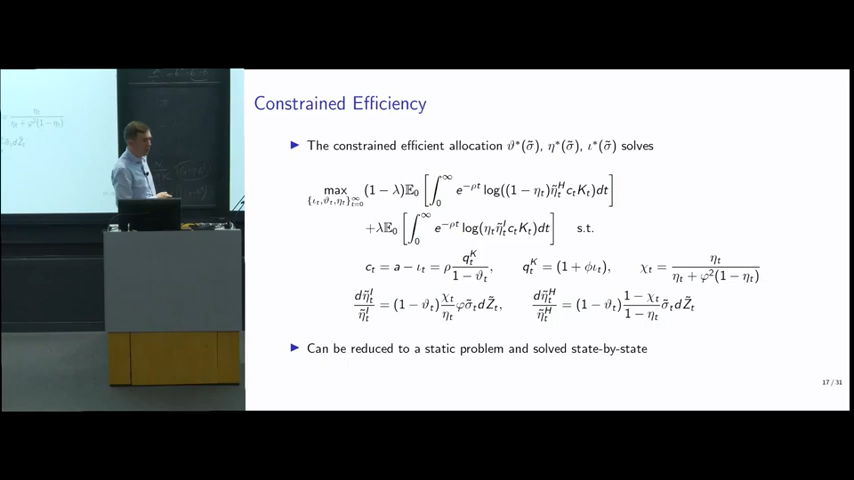 Constrained Efficiency
▶ The constrained efficient allocation ϑ*(σ̃), η*(σ̃), ι*(σ̃) solves
max_{{ι_t,ϑ_t,η_t}_{t=0}^∞} (1 − λ)𝔼_0 [∫_0^∞ e^{−ρt} log((1 − η_t)η̃_t^H c_t K_t)dt]
+λ𝔼_0 [∫_0^∞ e^{−ρt} log(η_t η̃_t^I c_t K_t)dt] s.t.
c_t = a − ι_t = ρ q_t^K / (1 − ϑ_t), q_t^K = (1 + ϕι_t), χ_t = η_t / (η_t + φ²(1 − η_t))
dη̃_t^I / η̃_t^I = (1 − ϑ_t) χ_t/η_t φσ̃_t dZ̃_t, dη̃_t^H / η̃_t^H = (1 − ϑ_t) (1 − χ_t)/(1 − η_t) σ̃_t dZ̃_t
▶ Can be reduced to a static problem and solved state-by-state
17 / 31